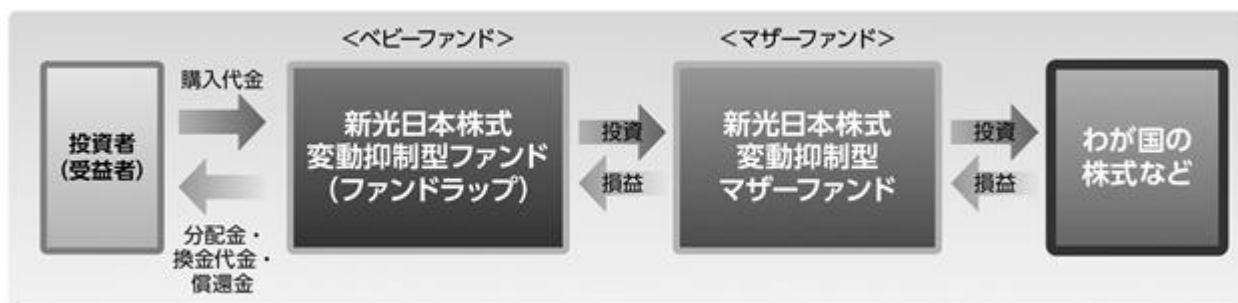 <ベビーファンド>
<マザーファンド>
投資者
(受益者)
購入代金
分配金・
換金代金・
償還金
新光日本株式
変動抑制型ファンド
(ファンドラップ)
投資
損益
新光日本株式
変動抑制型
マザーファンド
投資
損益
わが国の
株式など